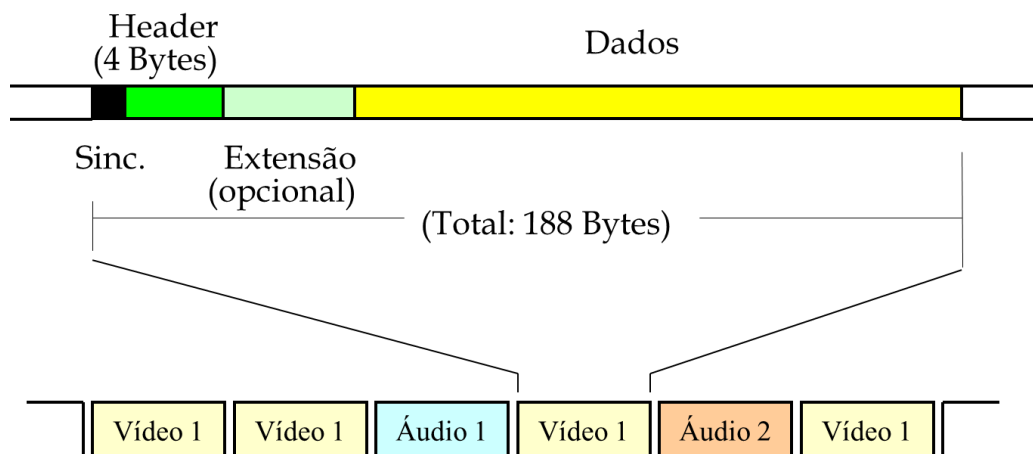 Header
(4 Bytes)
Dados
Sinc.
Extensão
(opcional)
(Total: 188 Bytes)
Vídeo 1
Vídeo 1
Áudio 1
Vídeo 1
Áudio 2
Vídeo 1